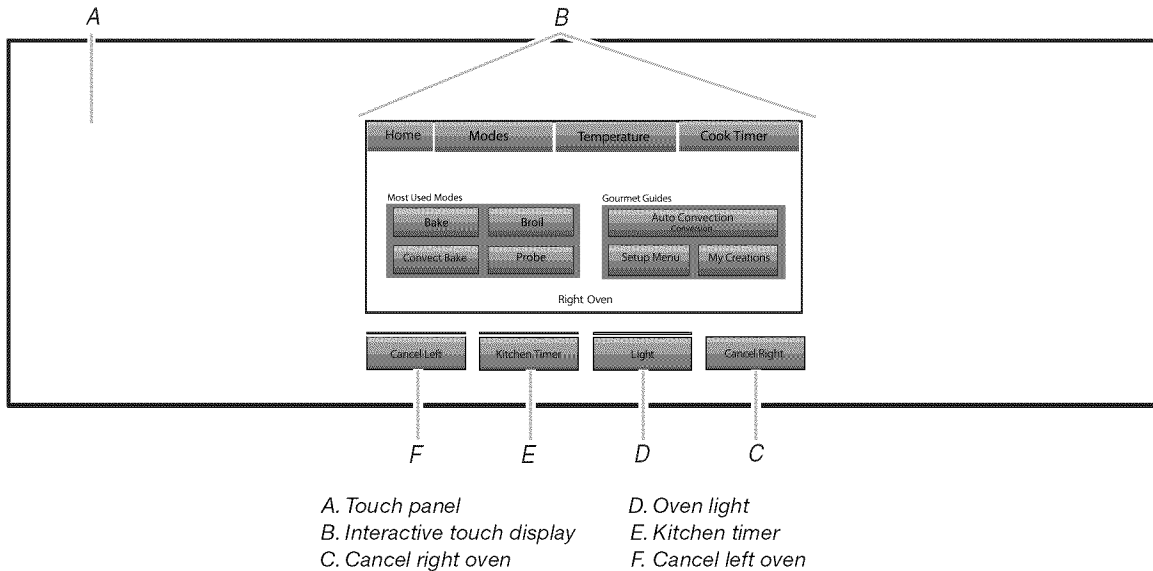 A B
Home Modes Temperature Cook Timer
Most Used Modes Gourmet Guides
Bake Broil Auto Convection
Conversion
Convect Bake Probe Setup Menu My Creations
Right Oven
Cancel Left Kitchen Timer Light Cancel Right
F E D C
A. Touch panel D. Oven light
B. Interactive touch display E. Kitchen timer
C. Cancel right oven F. Cancel left oven